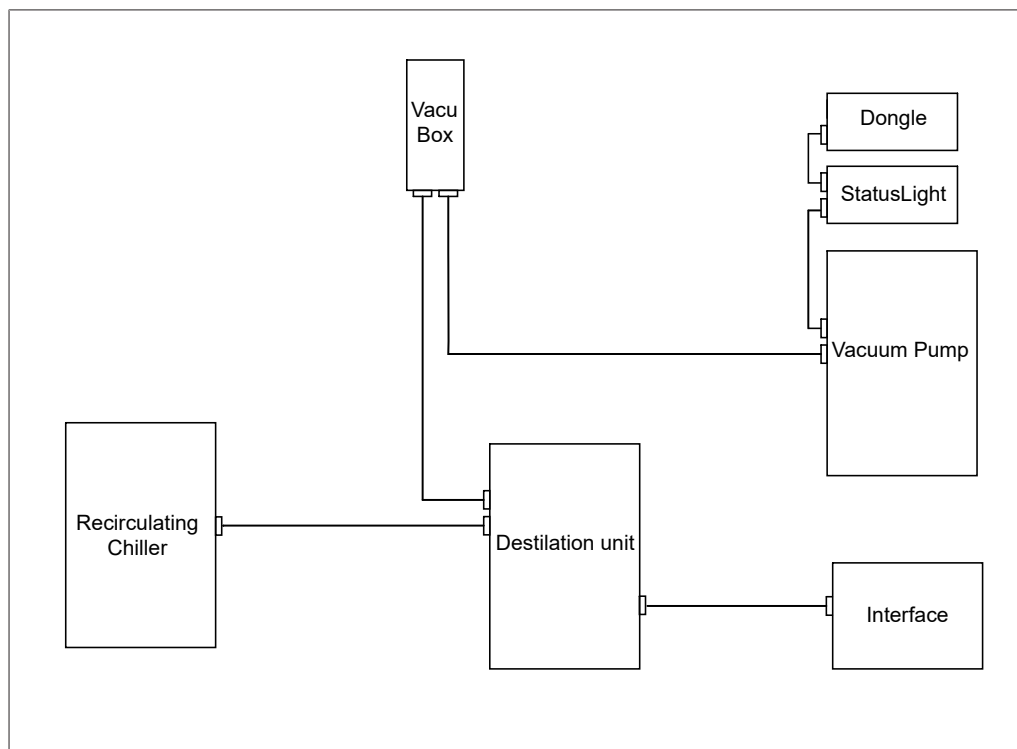 Vacu
Box
Dongle
StatusLight
Vacuum Pump
Recirculating
Chiller
Destilation unit
Interface